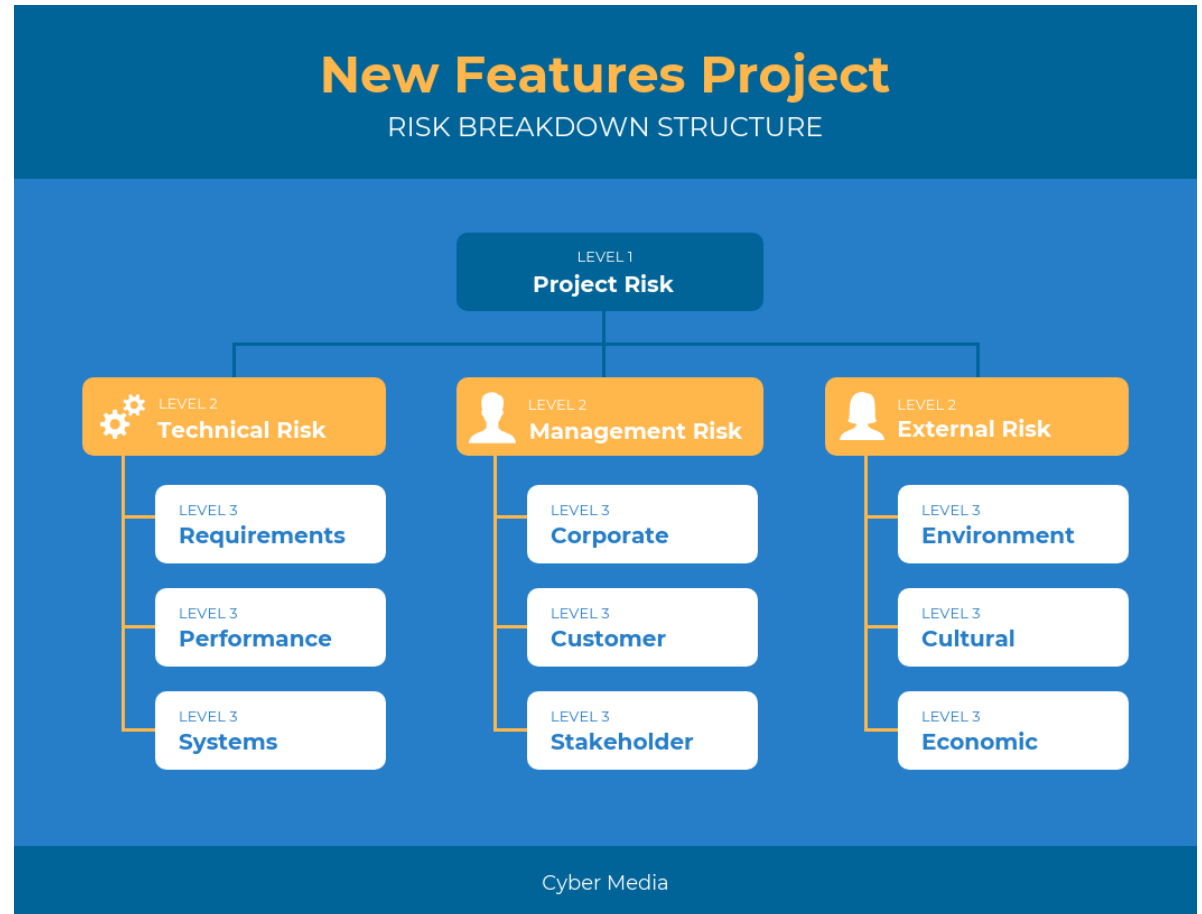 New Features Project
RISK BREAKDOWN STRUCTURE
LEVEL 1
Project Risk
LEVEL 2
Technical Risk
LEVEL 3
Requirements
LEVEL 3
Performance
LEVEL 3
Systems
LEVEL 2
Management Risk
LEVEL 3
Corporate
LEVEL 3
Customer
LEVEL 3
Stakeholder
LEVEL 2
External Risk
LEVEL 3
Environment
LEVEL 3
Cultural
LEVEL 3
Economic
Cyber Media